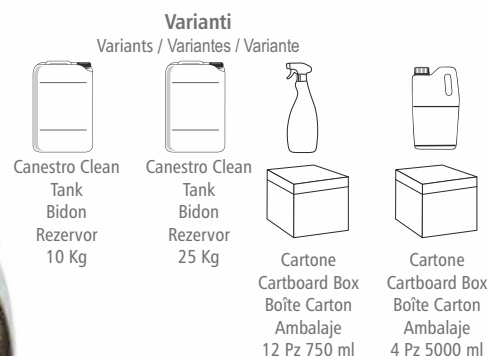 Varianti
Variants / Variantes / Variante
Canestro Clean
Tank
Bidon
Rezervor
10 Kg
Canestro Clean
Tank
Bidon
Rezervor
25 Kg
Cartone
Cartboard Box
Boîte Carton
Ambalaje
12 Pz 750 ml
Cartone
Cartboard Box
Boîte Carton
Ambalaje
4 Pz 5000 ml